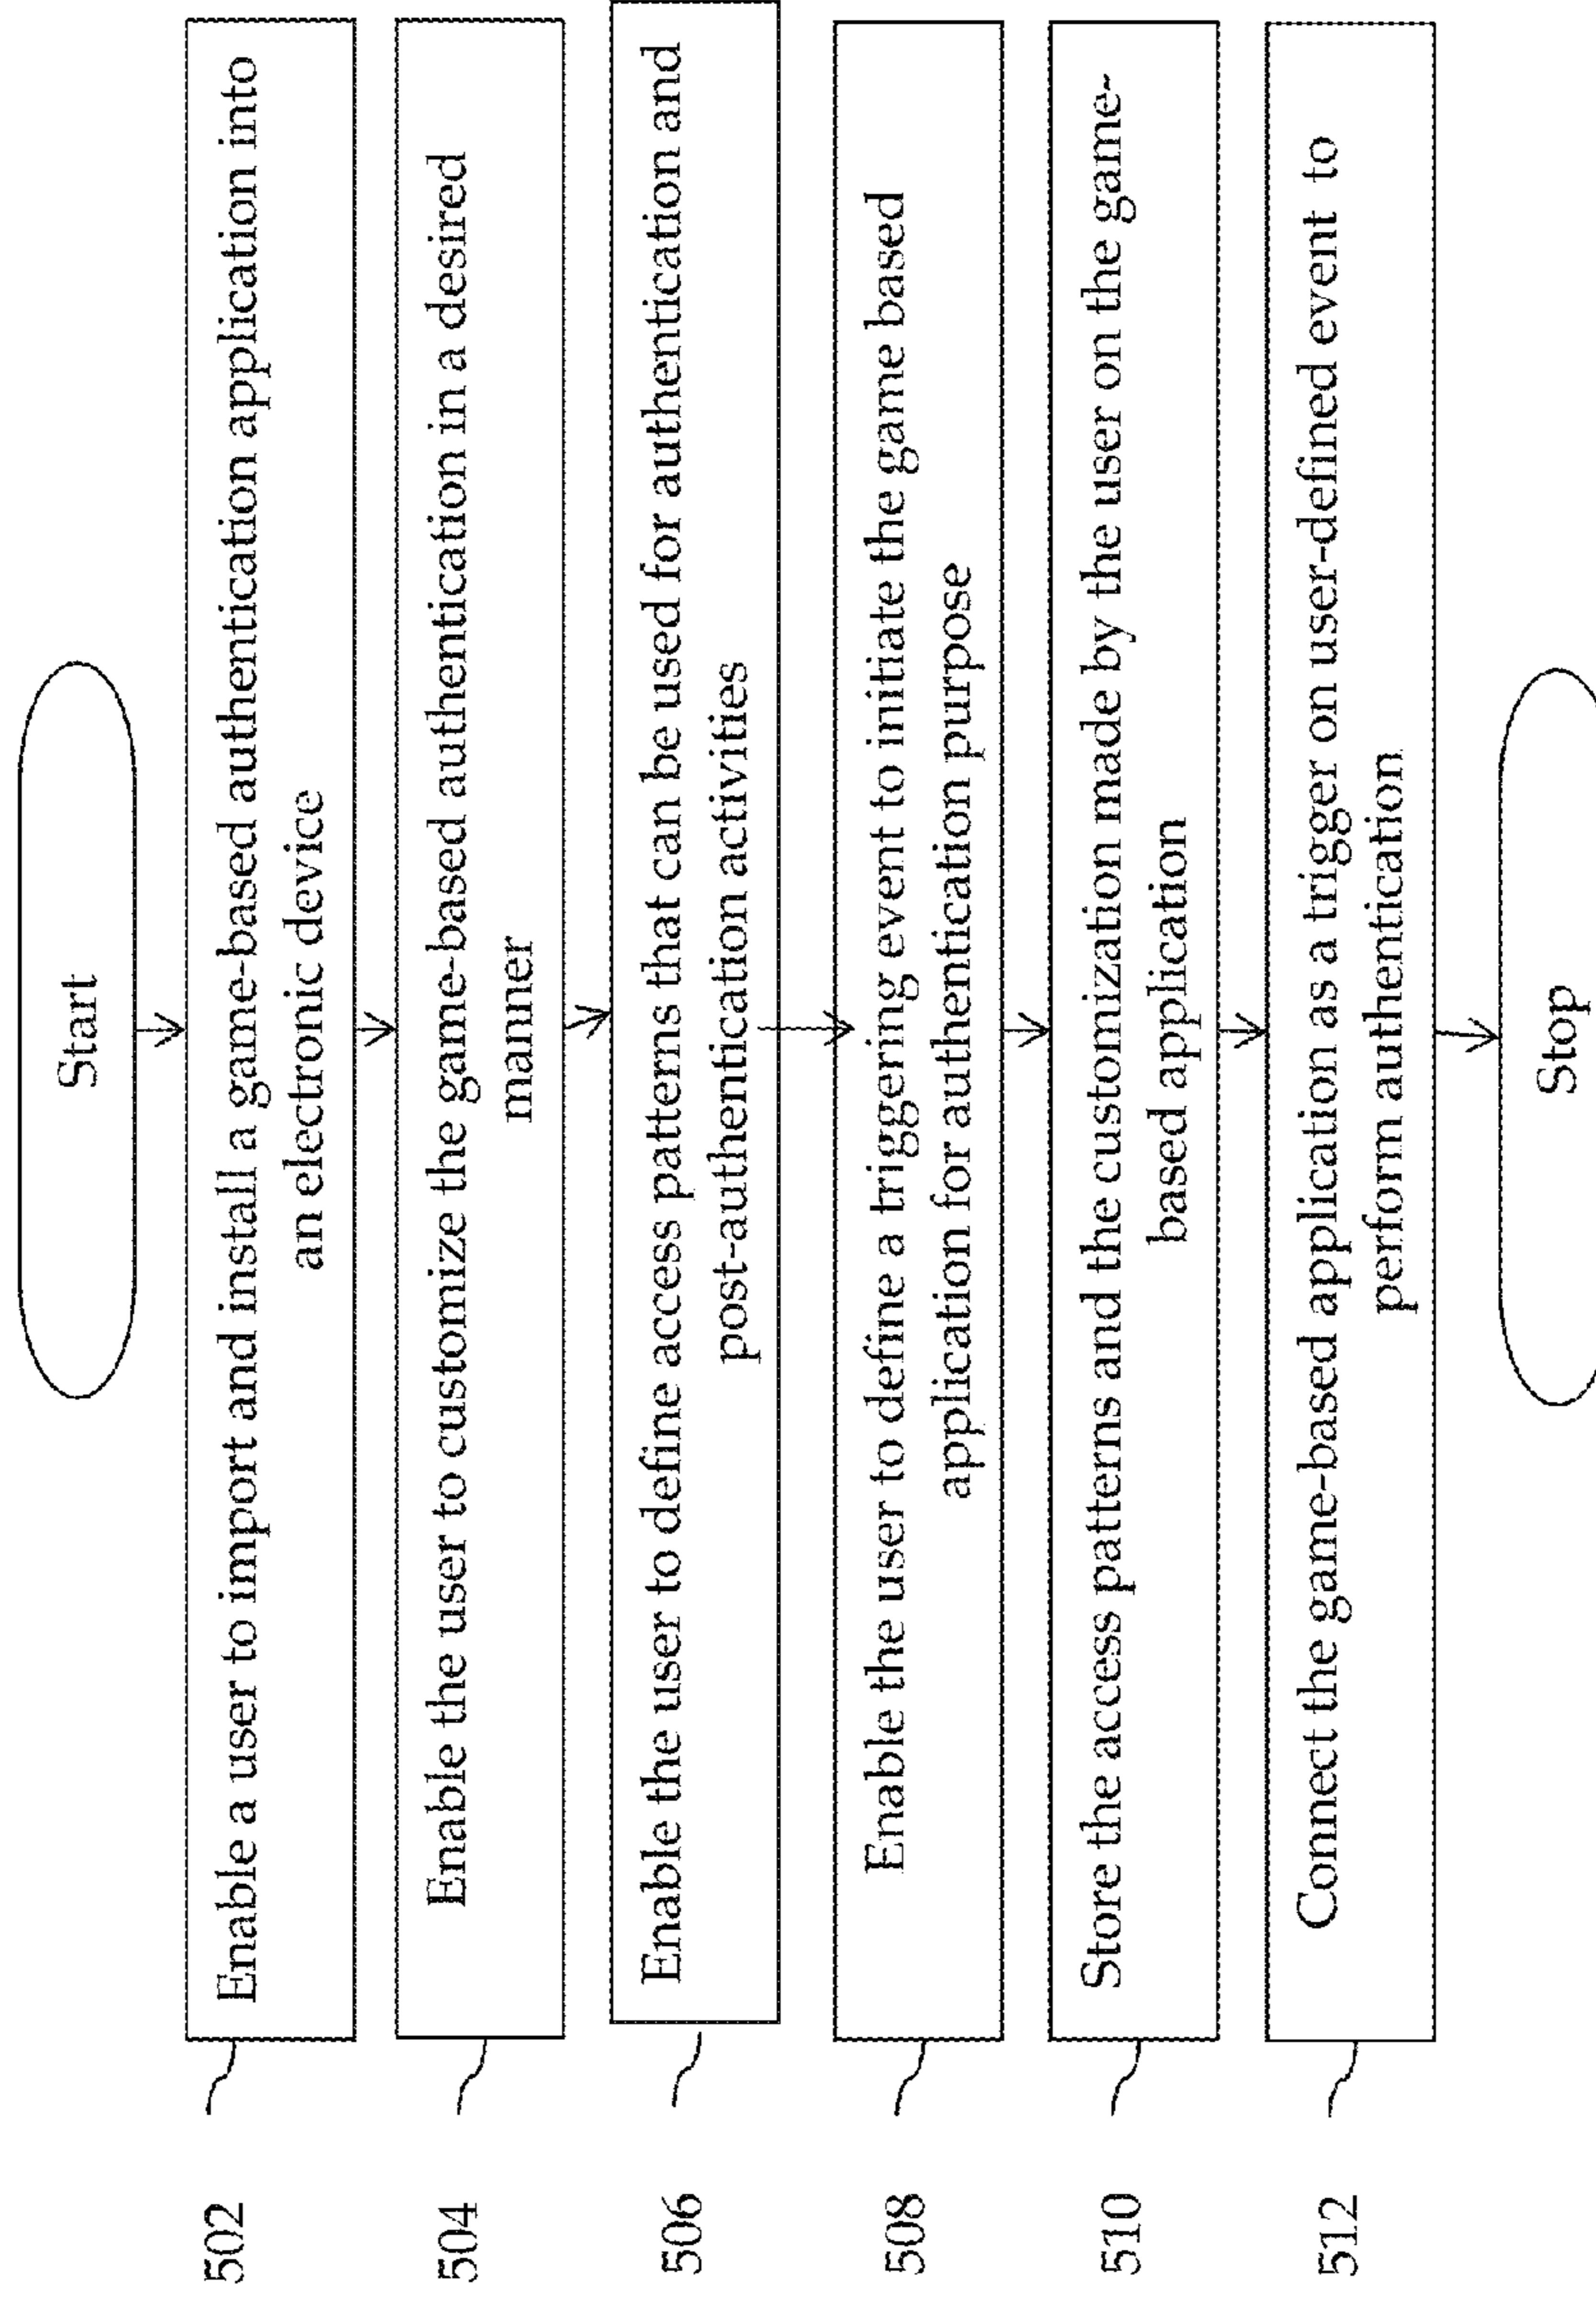 Start
502
Enable a user to import and install a game-based authentication application into
an electronic device
504
Enable the user to customize the game-based authentication in a desired
manner
506
Enable the user to define access patterns that can be used for authentication and
post-authentication activities
508
Enable the user to define a triggering event to initiate the game based
application for authentication purpose
510
Store the access patterns and the customization made by the user on the game-
based application
512
Connect the game-based application as a trigger on user-defined event to
perform authentication
Stop